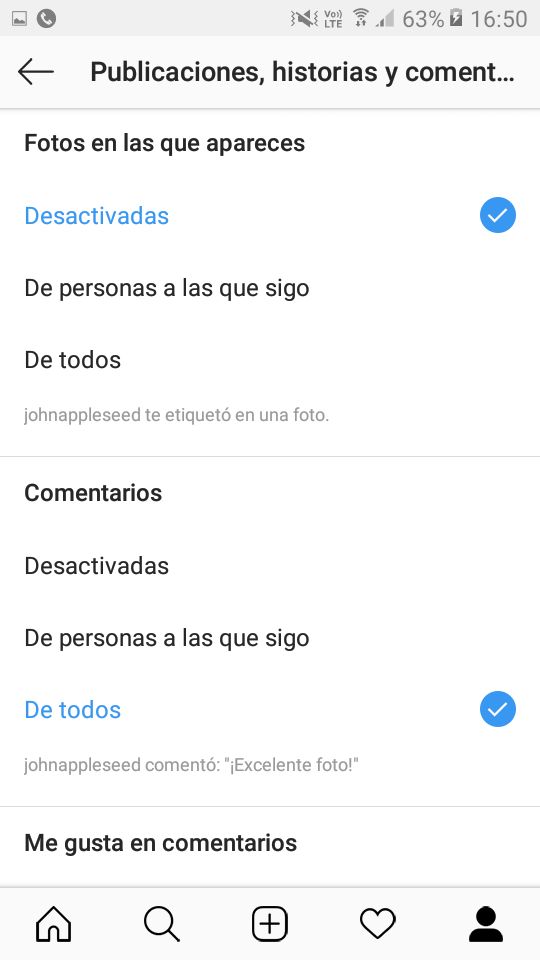 Vo)) LTE 63% 16:50
Publicaciones, historias y coment...
Fotos en las que apareces
Desactivadas
De personas a las que sigo
De todos
johnappleseed te etiquetó en una foto.
Comentarios
Desactivadas
De personas a las que sigo
De todos
johnappleseed comentó: "¡Excelente foto!"
Me gusta en comentarios